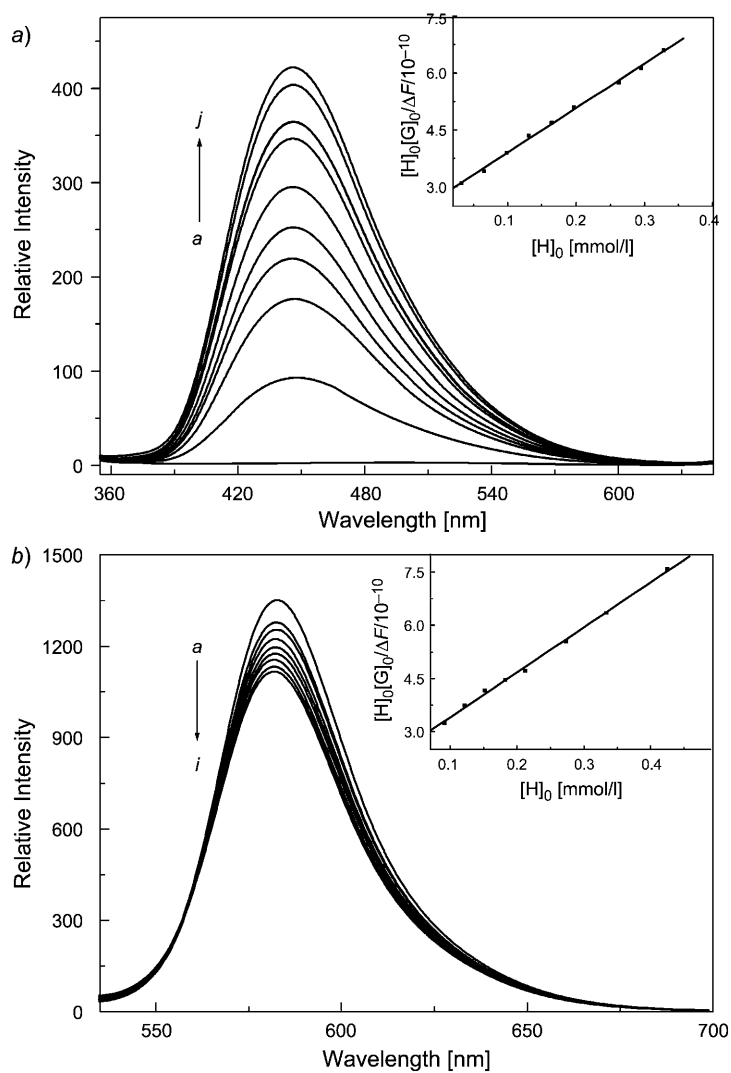 a)
Relative Intensity
400
300
200
100
0
j
a
360
420
480
540
600
Wavelength [nm]
[H]0[G]0/ΔF/10–10
7.5
6.0
4.5
3.0
0.1
0.2
0.3
0.4
[H]0 [mmol/l]
b)
Relative Intensity
1500
1200
900
600
300
0
a
i
550
600
650
700
Wavelength [nm]
[H]0[G]0/ΔF/10–10
7.5
6.0
4.5
3.0
0.1
0.2
0.3
0.4
[H]0 [mmol/l]